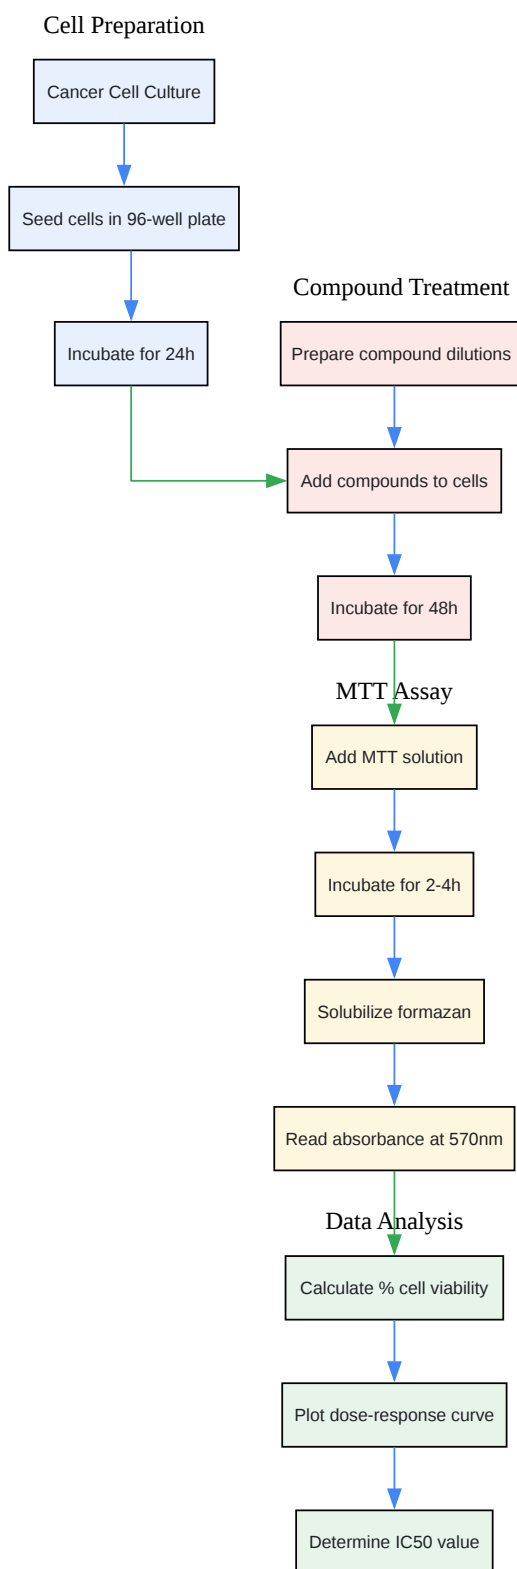 Cell Preparation
Cancer Cell Culture
Seed cells in 96-well plate
Incubate for 24h
Compound Treatment
Prepare compound dilutions
Add compounds to cells
Incubate for 48h
MTT Assay
Add MTT solution
Incubate for 2-4h
Solubilize formazan
Read absorbance at 570nm
Data Analysis
Calculate % cell viability
Plot dose-response curve
Determine IC50 value